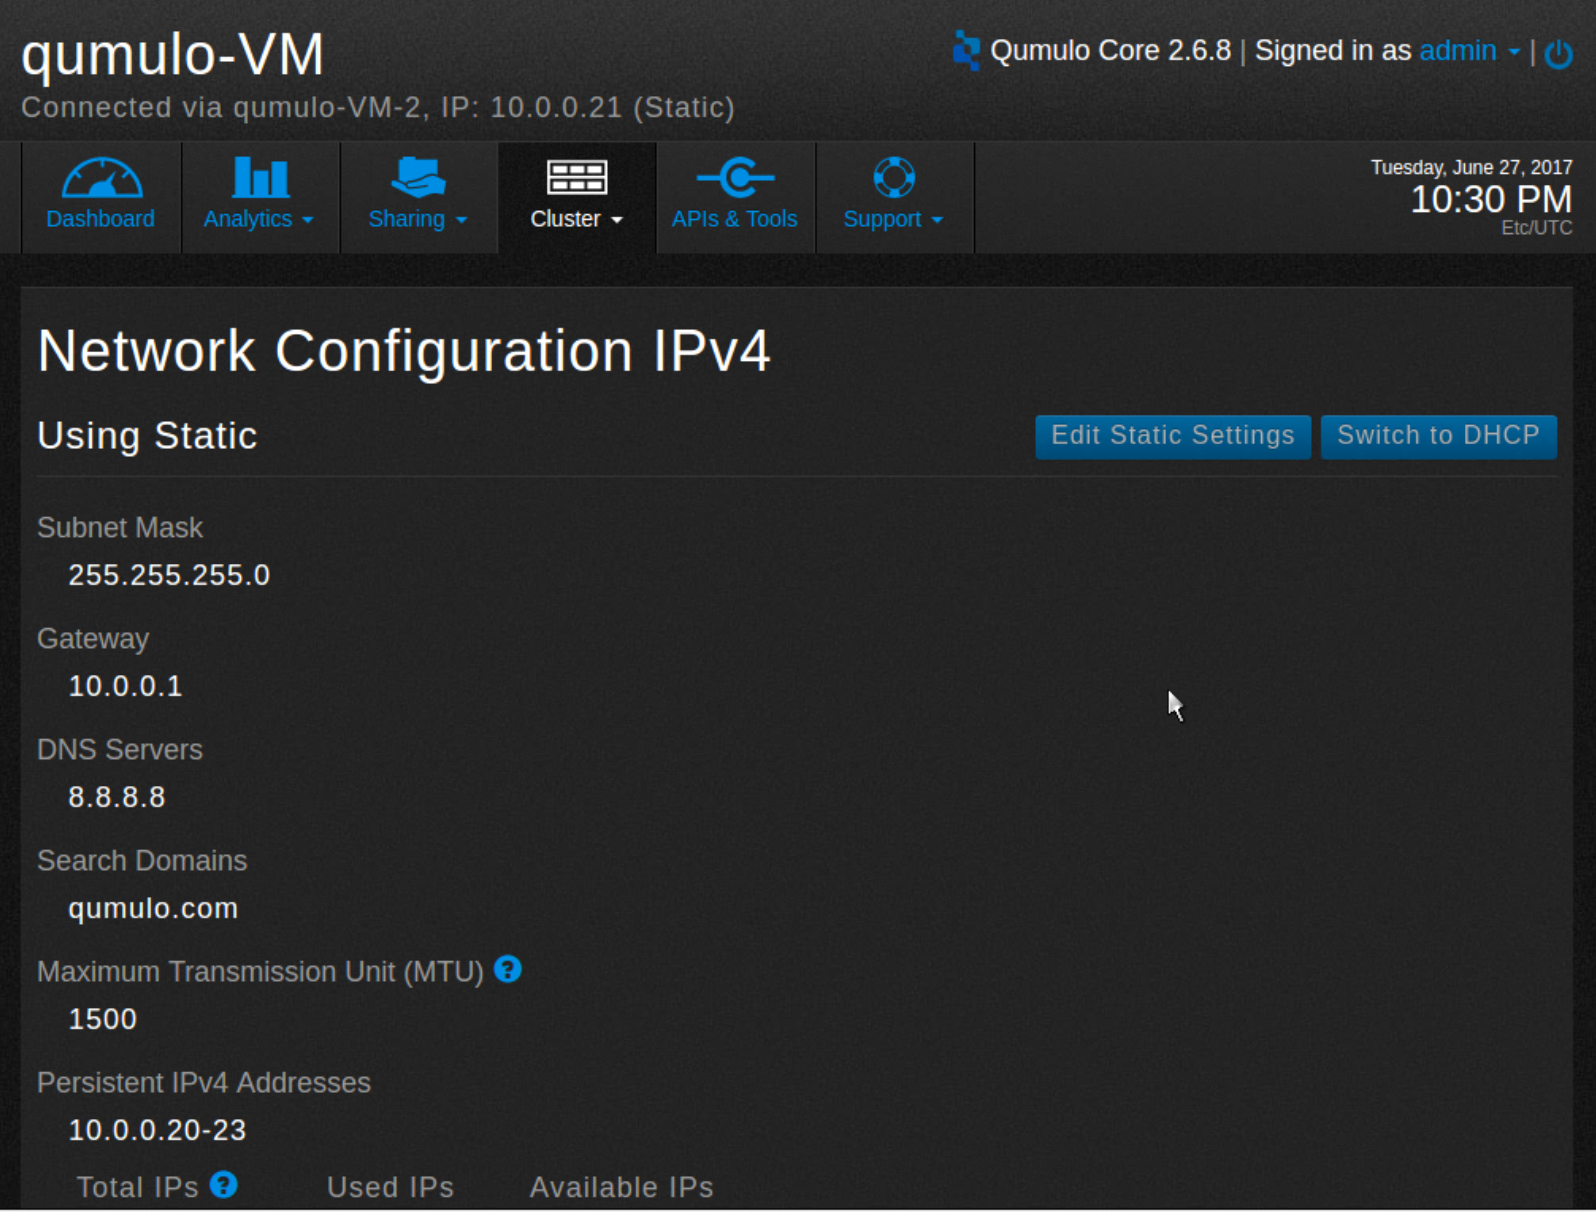 qumulo-VM
Qumulo Core 2.6.8 | Signed in as admin |
Connected via qumulo-VM-2, IP: 10.0.0.21 (Static)
Dashboard
Analytics
Sharing
Cluster
APIs & Tools
Support
Tuesday, June 27, 2017
10:30 PM
Etc/UTC
Network Configuration IPv4
Using Static
Edit Static Settings
Switch to DHCP
Subnet Mask
255.255.255.0
Gateway
10.0.0.1
DNS Servers
8.8.8.8
Search Domains
qumulo.com
Maximum Transmission Unit (MTU) ?
1500
Persistent IPv4 Addresses
10.0.0.20-23
Total IPs ? Used IPs Available IPs